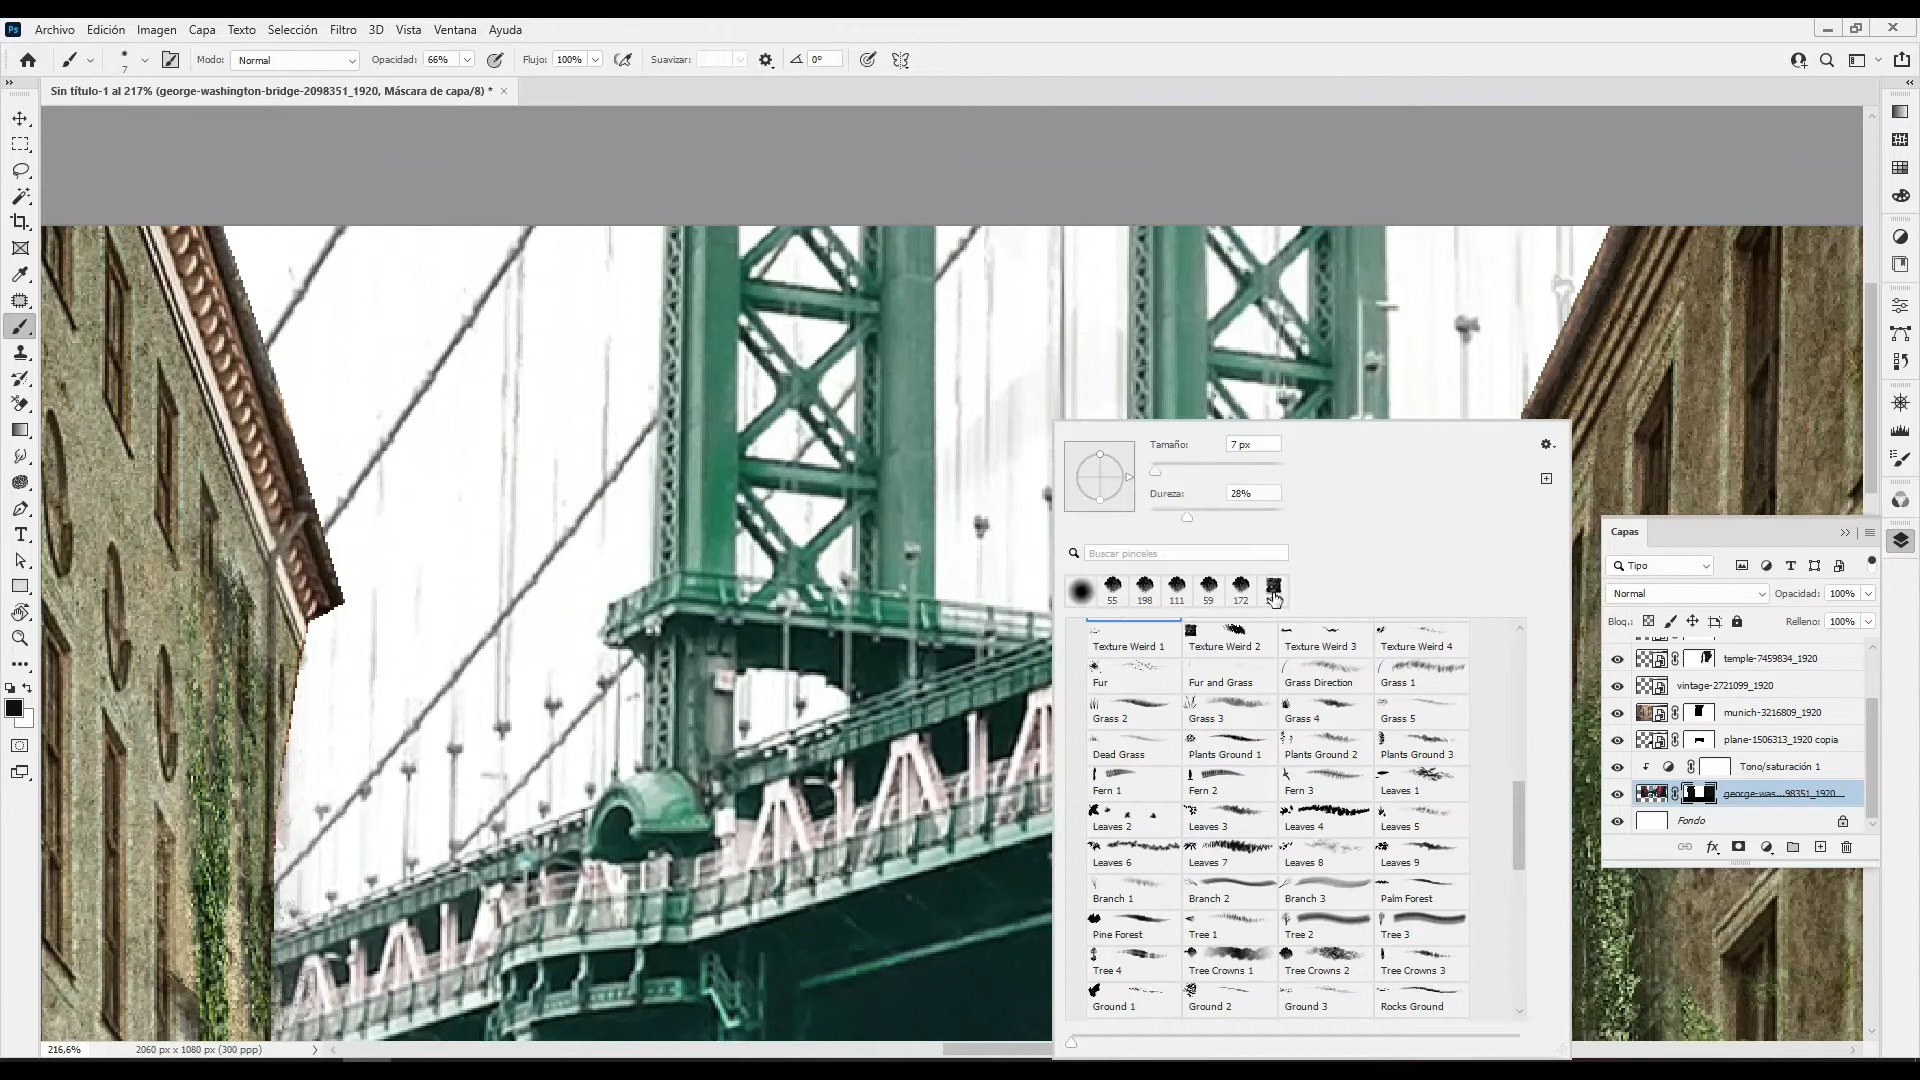 Ps Archivo Edición Imagen Capa Texto Selección Filtro 3D Vista Ventana Ayuda
7 Modo: Normal Opacidad: 66% Flujo: 100% Suavizar: 0°
Sin título-1 al 217% (george-washington-bridge-2098351_1920, Máscara de capa/8) * ×
Tamaño: 7 px
Dureza: 28%
Buscar pinceles
55 198 111 59 172
Texture Weird 1 Texture Weird 2 Texture Weird 3 Texture Weird 4
Fur Fur and Grass Grass Direction Grass 1
Grass 2 Grass 3 Grass 4 Grass 5
Dead Grass Plants Ground 1 Plants Ground 2 Plants Ground 3
Fern 1 Fern 2 Fern 3 Leaves 1
Leaves 2 Leaves 3 Leaves 4 Leaves 5
Leaves 6 Leaves 7 Leaves 8 Leaves 9
Branch 1 Branch 2 Branch 3 Palm Forest
Pine Forest Tree 1 Tree 2 Tree 3
Tree 4 Tree Crowns 1 Tree Crowns 2 Tree Crowns 3
Ground 1 Ground 2 Ground 3 Rocks Ground
Capas
Tipo
Normal Opacidad: 100%
Bloq.: Relleno: 100%
temple-7459834_1920
vintage-2721099_1920
munich-3216809_1920
plane-1506313_1920 copia
Tono/saturación 1
george-was...98351_1920
Fondo
fx
216,6% 2060 px x 1080 px (300 ppp)